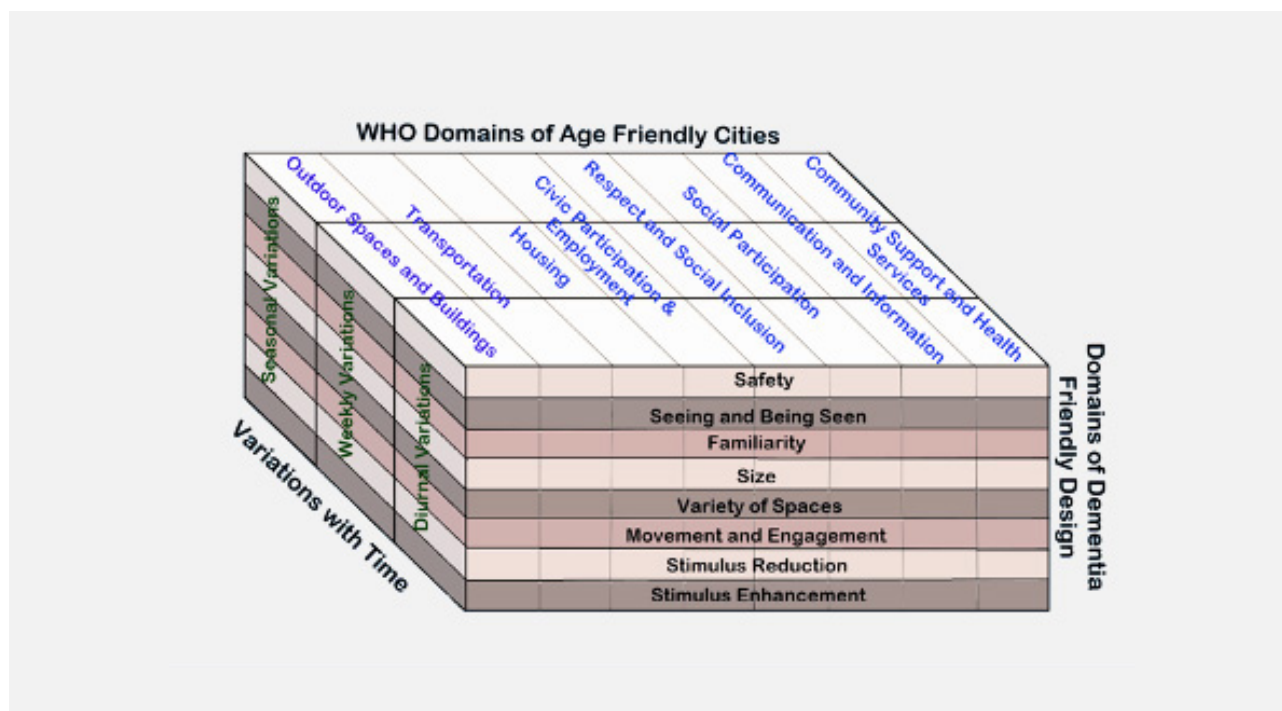 WHO Domains of Age Friendly Cities
Outdoor Spaces and Buildings
Transportation
Housing
Civic Participation &
Employment
Respect and Social Inclusion
Social Participation
Communication and Information
Community Support and Health
Services
Seasonal Variations
Weekly Variations
Diurnal Variations
Variations with Time
Safety
Seeing and Being Seen
Familiarity
Size
Variety of Spaces
Movement and Engagement
Stimulus Reduction
Stimulus Enhancement
Domains of Dementia
Friendly Design